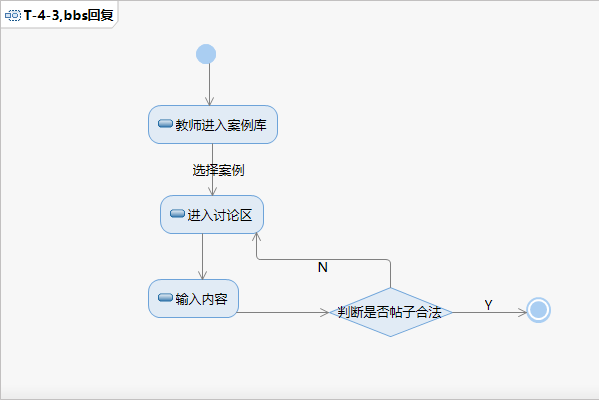 T-4-3,bbs回复
教师进入案例库
选择案例
进入讨论区
N
输入内容
判断是否帖子合法
Y